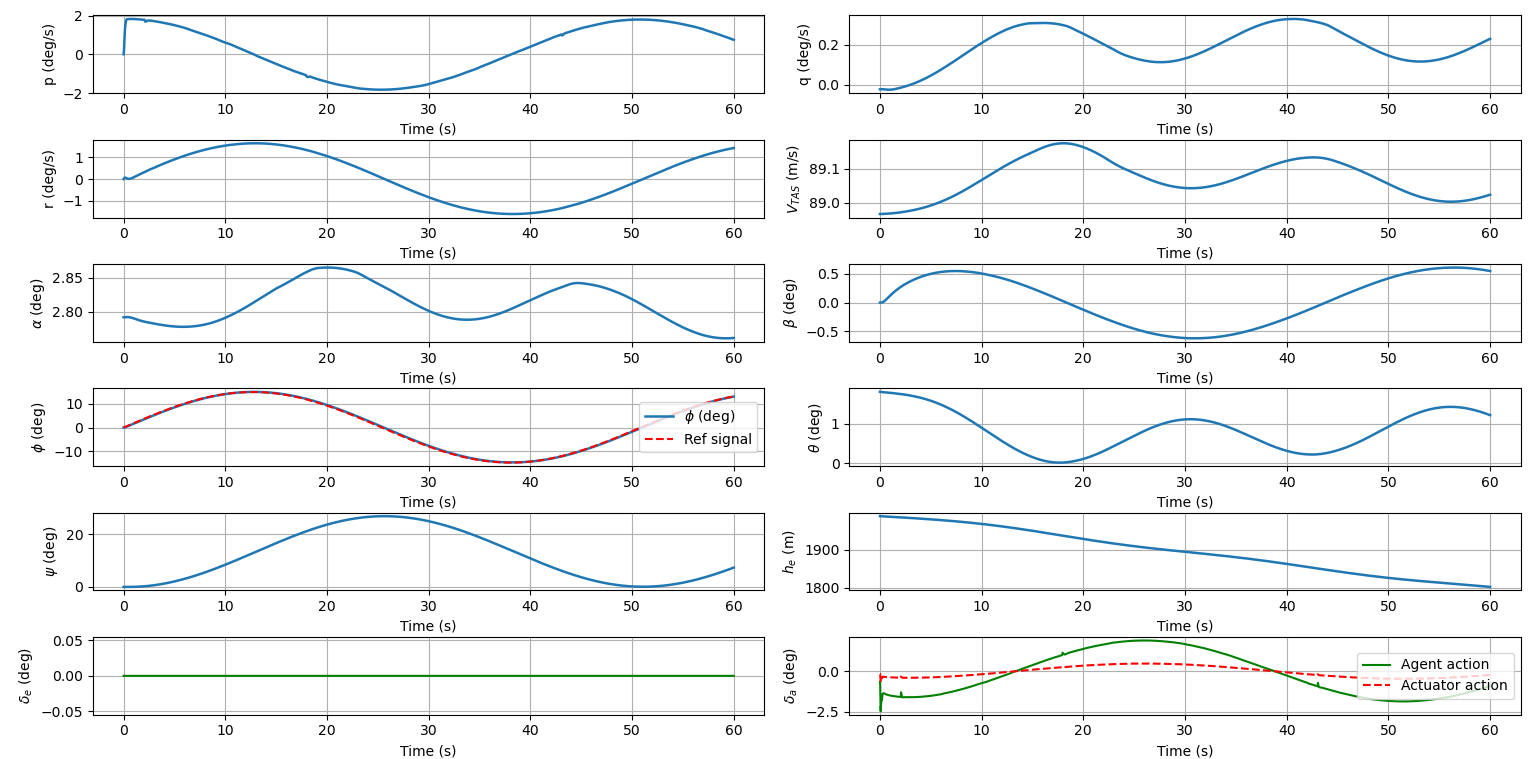 p (deg/s)
2
0
−2
0 10 20 30 40 50 60
Time (s)
q (deg/s)
0.2
0.0
0 10 20 30 40 50 60
Time (s)
r (deg/s)
1
0
−1
0 10 20 30 40 50 60
Time (s)
V_TAS (m/s)
89.1
89.0
0 10 20 30 40 50 60
Time (s)
α (deg)
2.85
2.80
0 10 20 30 40 50 60
Time (s)
β (deg)
0.5
0.0
−0.5
0 10 20 30 40 50 60
Time (s)
ϕ (deg)
10
0
−10
ϕ (deg)
Ref signal
0 10 20 30 40 50 60
Time (s)
θ (deg)
1
0
0 10 20 30 40 50 60
Time (s)
ψ (deg)
20
0
0 10 20 30 40 50 60
Time (s)
h_e (m)
1900
1800
0 10 20 30 40 50 60
Time (s)
δ_e (deg)
0.05
0.00
−0.05
0 10 20 30 40 50 60
Time (s)
δ_a (deg)
0.0
−2.5
Agent action
Actuator action
0 10 20 30 40 50 60
Time (s)